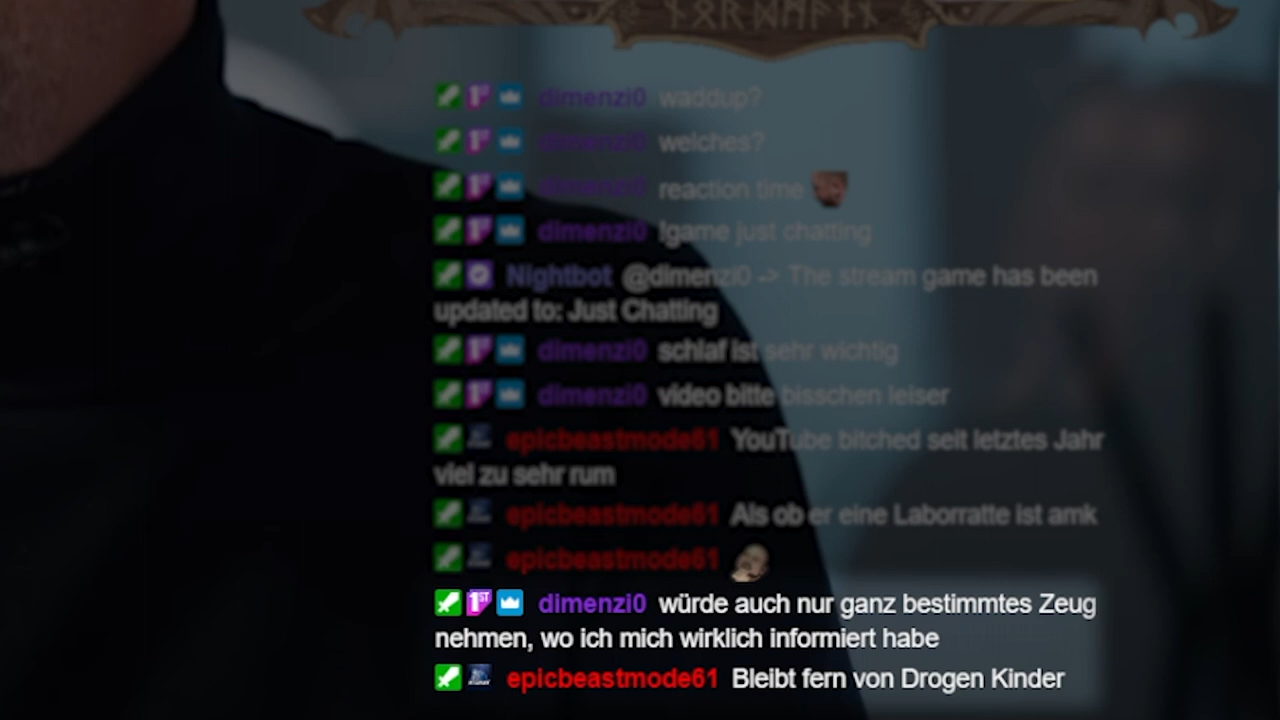 dimenzi0 waddup?
dimenzi0 welches?
dimenzi0 reaction time
dimenzi0 !game just chatting
Nightbot @dimenzi0 -> The stream game has been
updated to: Just Chatting
dimenzi0 schlaf ist sehr wichtig
dimenzi0 video bitte bisschen leiser
epicbeastmode61 YouTube bitched seit letztes Jahr
viel zu sehr rum
epicbeastmode61 Als ob er eine Laborratte ist amk
epicbeastmode61
1ST dimenzi0 würde auch nur ganz bestimmtes Zeug
nehmen, wo ich mich wirklich informiert habe
epicbeastmode61 Bleibt fern von Drogen Kinder